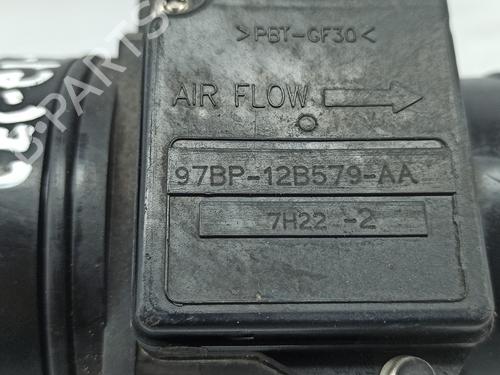 >PBT-GF30<
AIR FLOW
97BP-12B579-AA
7H22 -2
B-PARTS